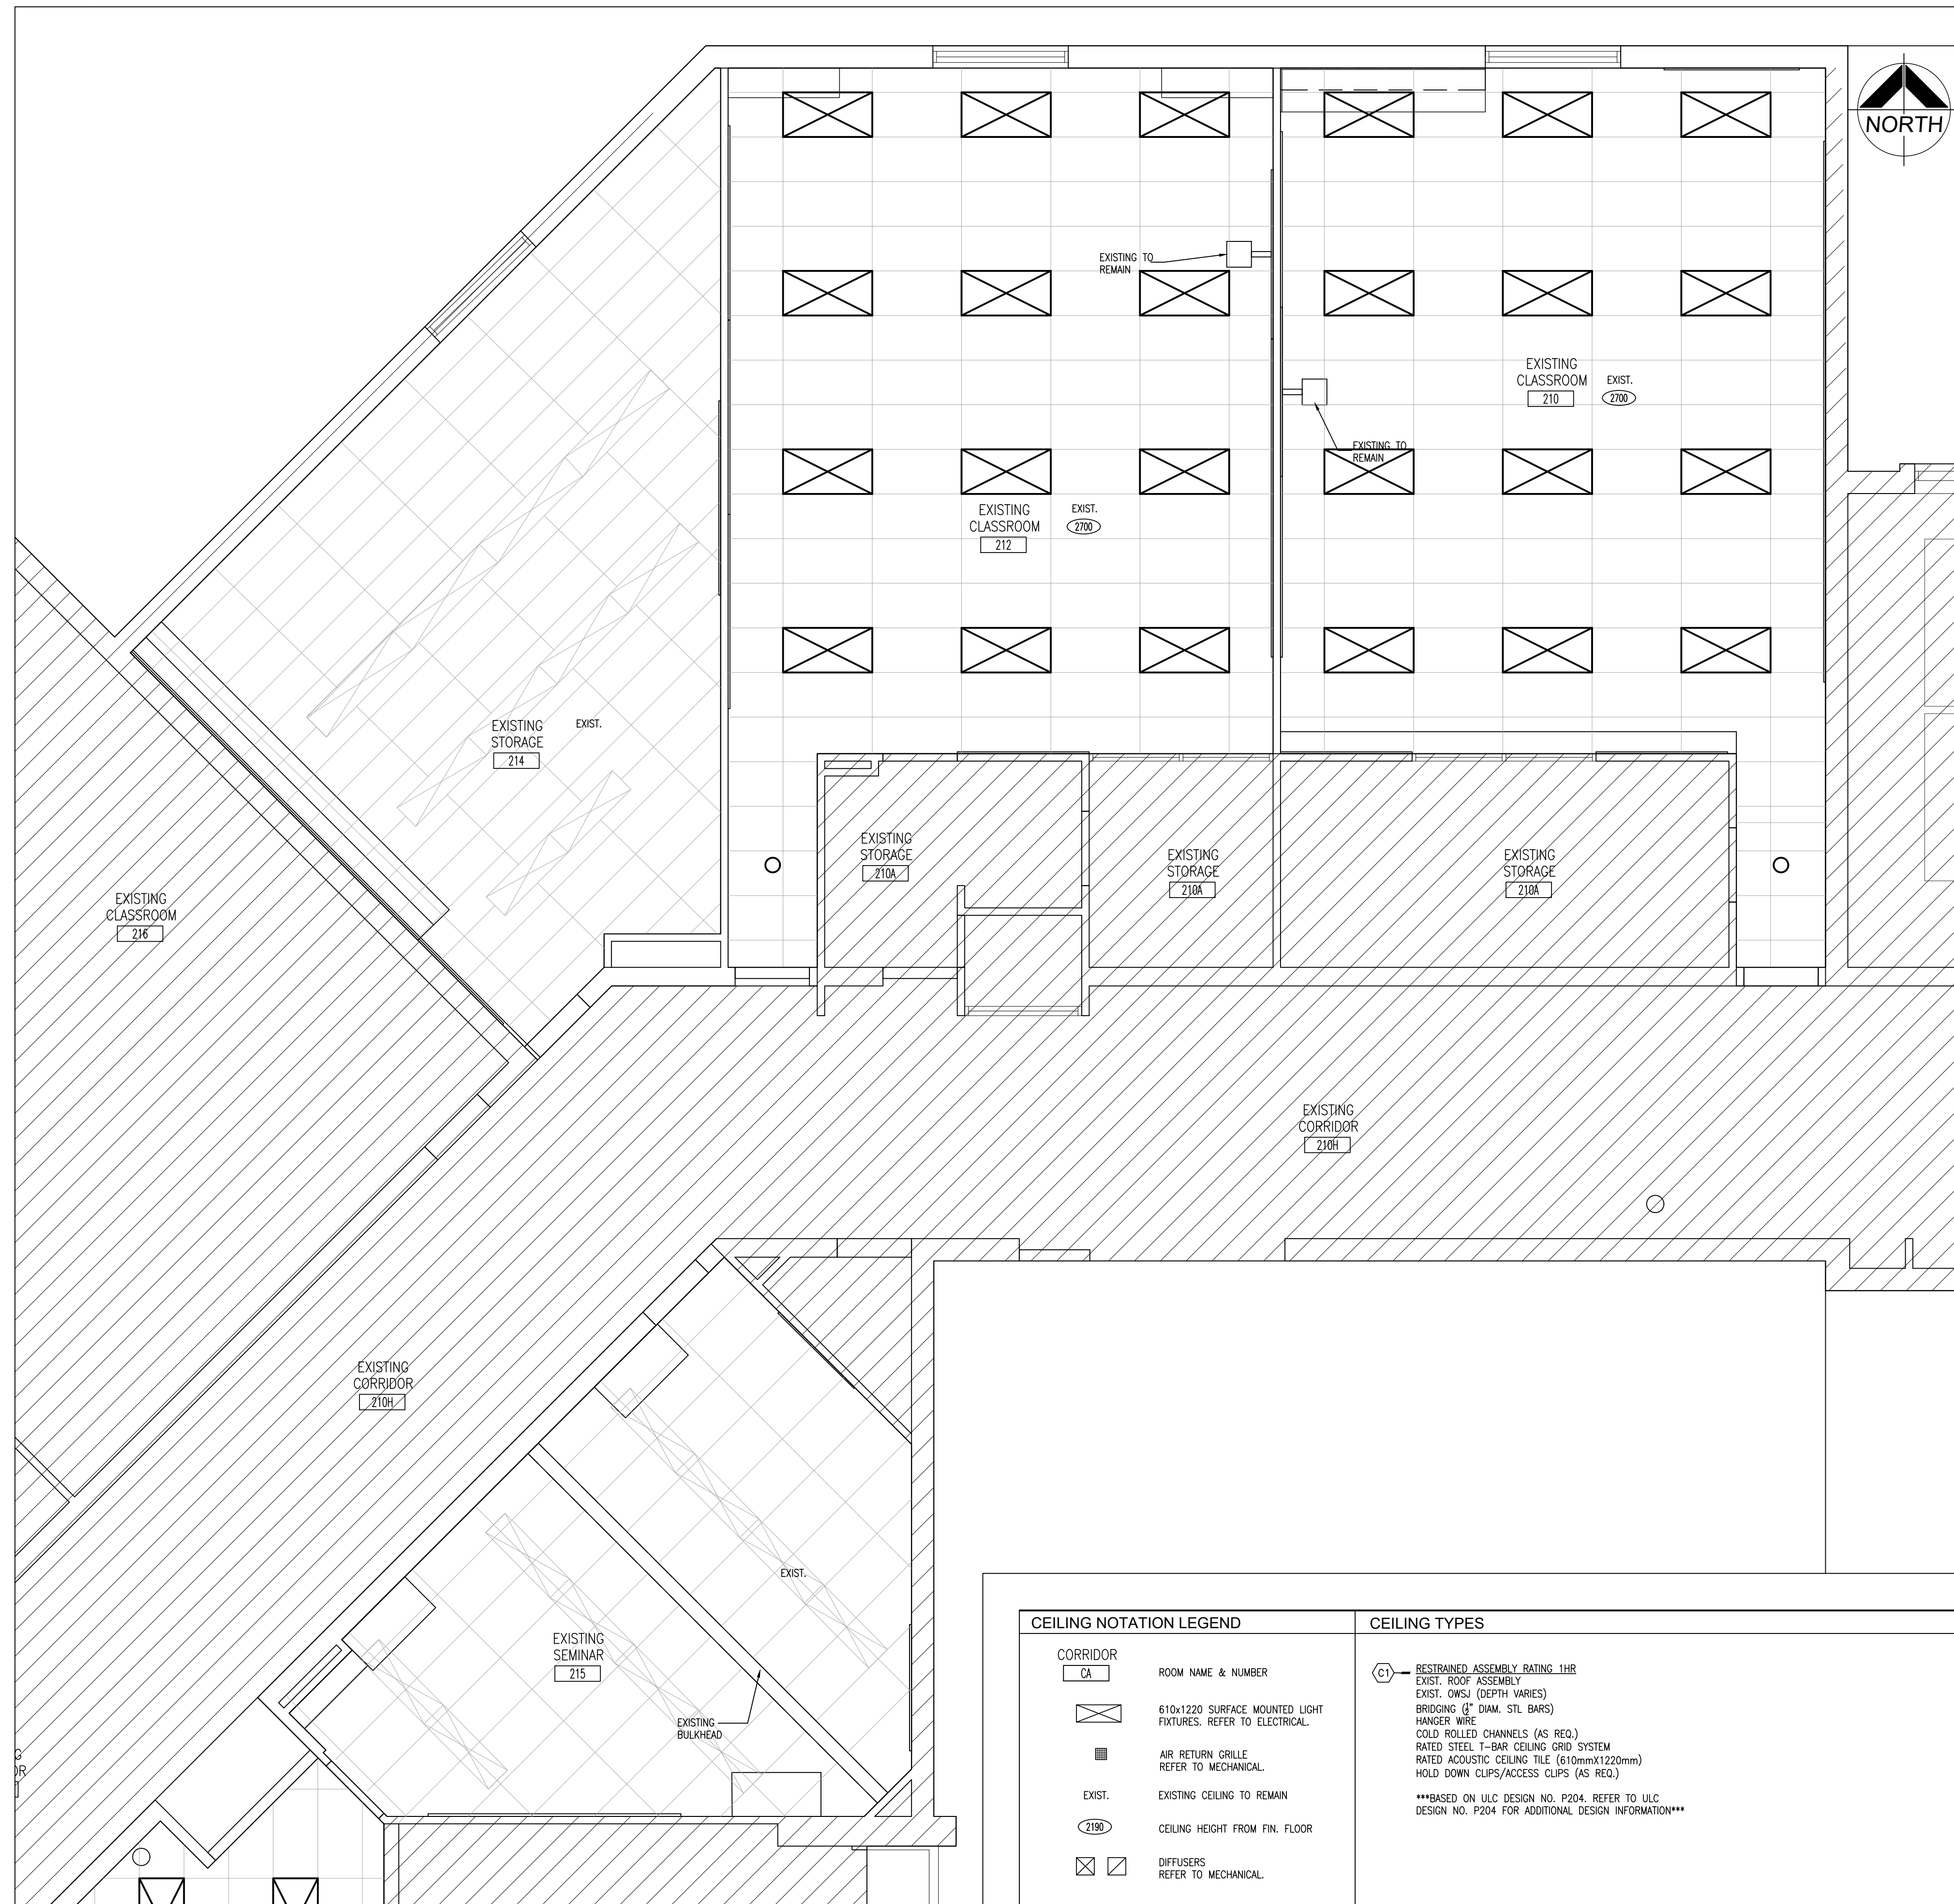 NORTH
EXISTING TO
REMAIN
EXISTING
CLASSROOM
210
EXIST.
2700
EXISTING TO
REMAIN
EXISTING
CLASSROOM
212
EXIST.
2700
EXISTING
STORAGE
214
EXIST.
EXISTING
STORAGE
210A
EXISTING
STORAGE
210A
EXISTING
STORAGE
210A
EXISTING
CLASSROOM
216
EXISTING
CORRIDOR
210H
EXISTING
CORRIDOR
210H
EXIST.
EXISTING
SEMINAR
215
EXISTING
BULKHEAD
G
OR
CEILING NOTATION LEGEND
CORRIDOR
CA
ROOM NAME & NUMBER
610x1220 SURFACE MOUNTED LIGHT
FIXTURES. REFER TO ELECTRICAL.
AIR RETURN GRILLE
REFER TO MECHANICAL.
EXIST.
EXISTING CEILING TO REMAIN
2190
CEILING HEIGHT FROM FIN. FLOOR
DIFFUSERS
REFER TO MECHANICAL.
CEILING TYPES
C1
RESTRAINED ASSEMBLY RATING 1HR
EXIST. ROOF ASSEMBLY
EXIST. OWSJ (DEPTH VARIES)
BRIDGING (½" DIAM. STL BARS)
HANGER WIRE
COLD ROLLED CHANNELS (AS REQ.)
RATED STEEL T-BAR CEILING GRID SYSTEM
RATED ACOUSTIC CEILING TILE (610mmX1220mm)
HOLD DOWN CLIPS/ACCESS CLIPS (AS REQ.)
***BASED ON ULC DESIGN NO. P204. REFER TO ULC
DESIGN NO. P204 FOR ADDITIONAL DESIGN INFORMATION***